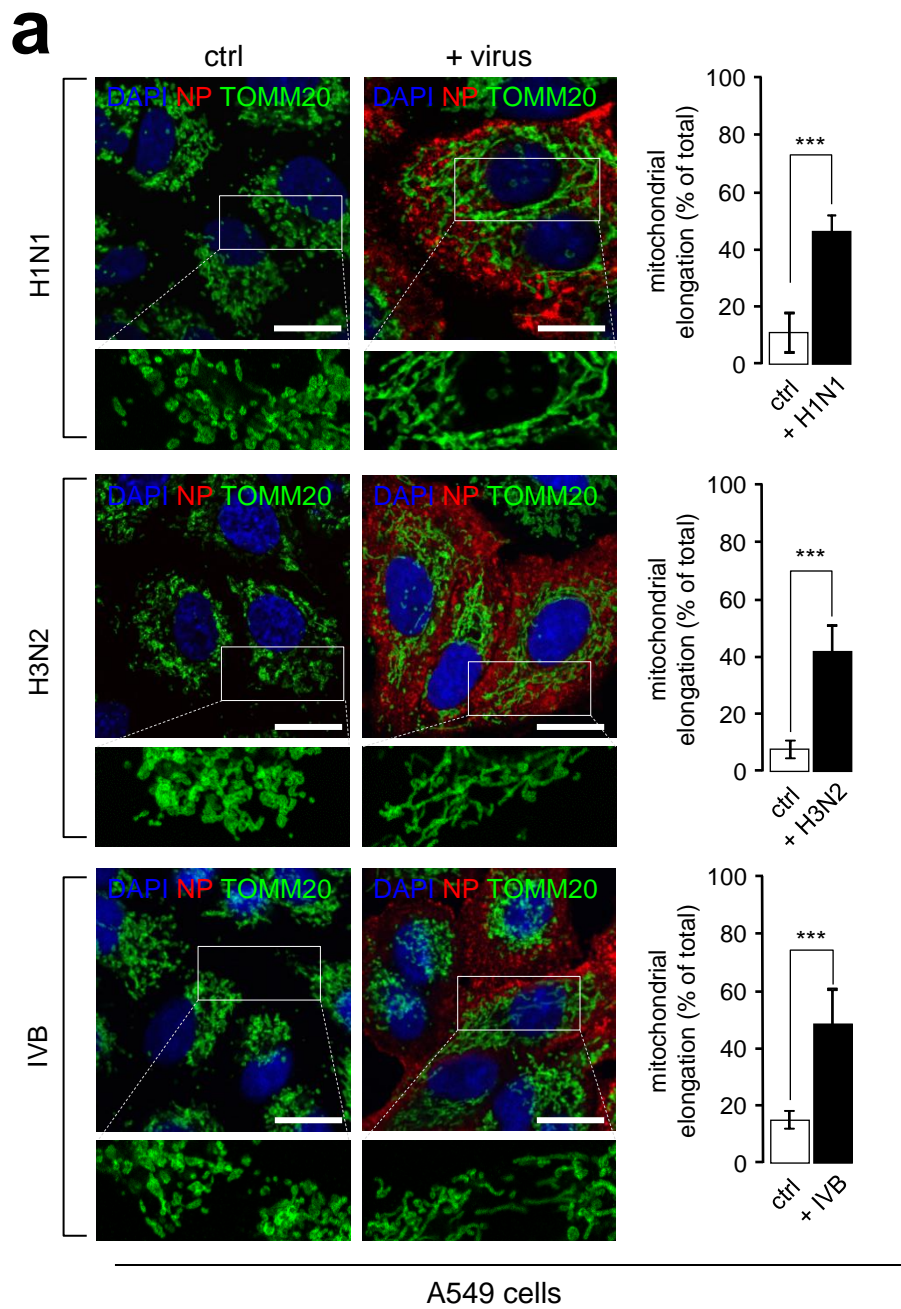 a
ctrl
+ virus
H1N1
DAPI NP TOMM20
DAPI NP TOMM20
mitochondrial
elongation (% of total)
100
80
60
40
20
0
***
ctrl
+ H1N1
H3N2
DAPI NP TOMM20
DAPI NP TOMM20
mitochondrial
elongation (% of total)
100
80
60
40
20
0
***
ctrl
+ H3N2
IVB
DAPI NP TOMM20
DAPI NP TOMM20
mitochondrial
elongation (% of total)
100
80
60
40
20
0
***
ctrl
+ IVB
A549 cells